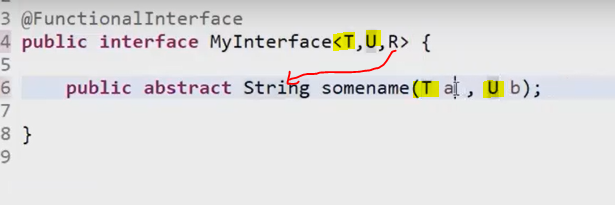 3 @FunctionalInterface
4 public interface MyInterface<T,U,R> {
5
6 public abstract String somename(T a , U b);
7
8 }
9